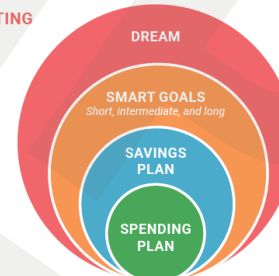 TING
DREAM
SMART GOALS
Short, intermediate, and long
SAVINGS
PLAN
SPENDING
PLAN